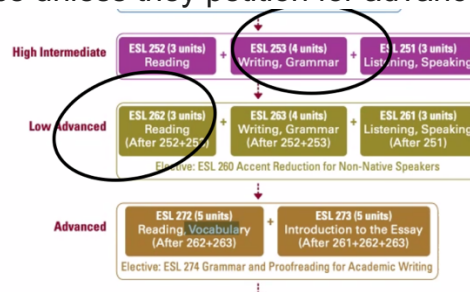 so unless they petition for advanc
High Intermediate
ESL 252 (3 units)
Reading
+
ESL 253 (4 units)
Writing, Grammar
+
ESL 251 (3 units)
Listening, Speaking
Low Advanced
ESL 262 (3 units)
Reading
(After 252+253)
+
ESL 263 (4 units)
Writing, Grammar
(After 252+253)
+
ESL 261 (3 units)
Listening, Speaking
(After 251)
Elective: ESL 260 Accent Reduction for Non-Native Speakers
Advanced
ESL 272 (5 units)
Reading, Vocabulary
(After 262+263)
+
ESL 273 (5 units)
Introduction to the Essay
(After 261+262+263)
Elective: ESL 274 Grammar and Proofreading for Academic Writing